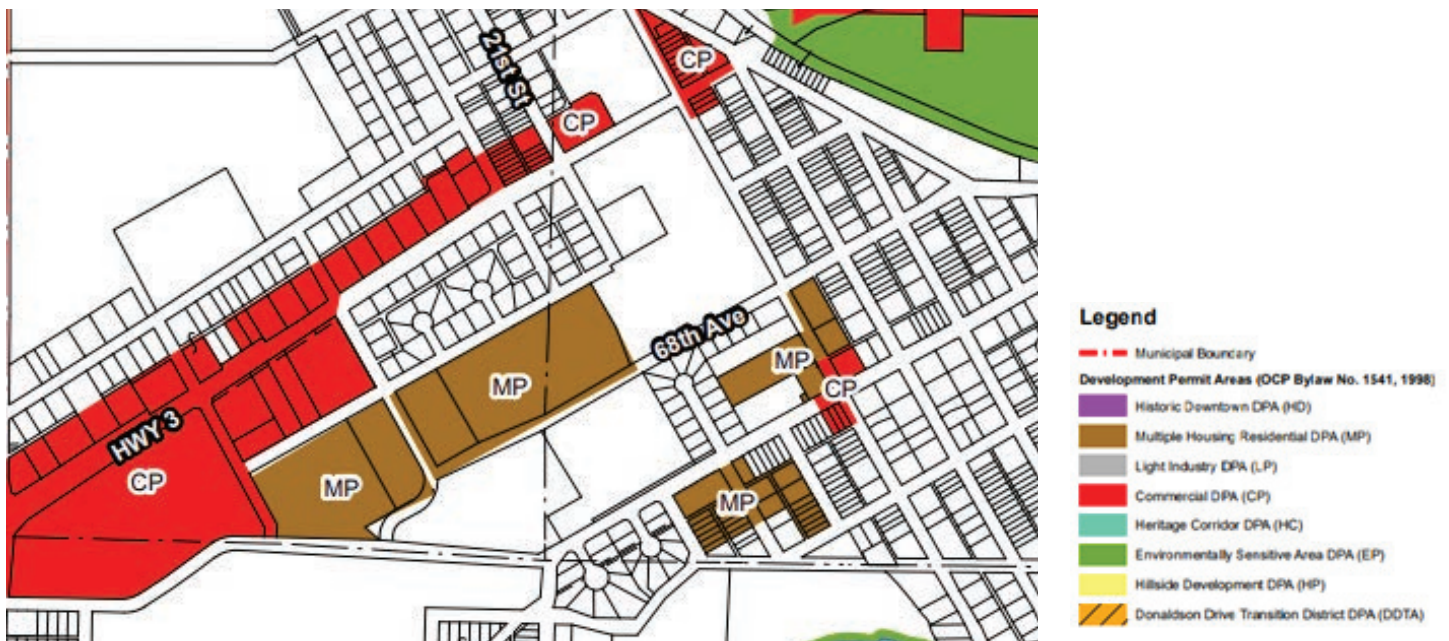 21st St
CP
CP
68th Ave
MP
MP
CP
HWY 3
CP
MP
MP
Legend
Municipal Boundary
Development Permit Areas (OCP Bylaw No. 1541, 1998)
Historic Downtown DPA (HD)
Multiple Housing Residential DPA (MP)
Light Industry DPA (LP)
Commercial DPA (CP)
Heritage Corridor DPA (HC)
Environmentally Sensitive Area DPA (EP)
Hillside Development DPA (HP)
Donaldson Drive Transition District DPA (DDTA)